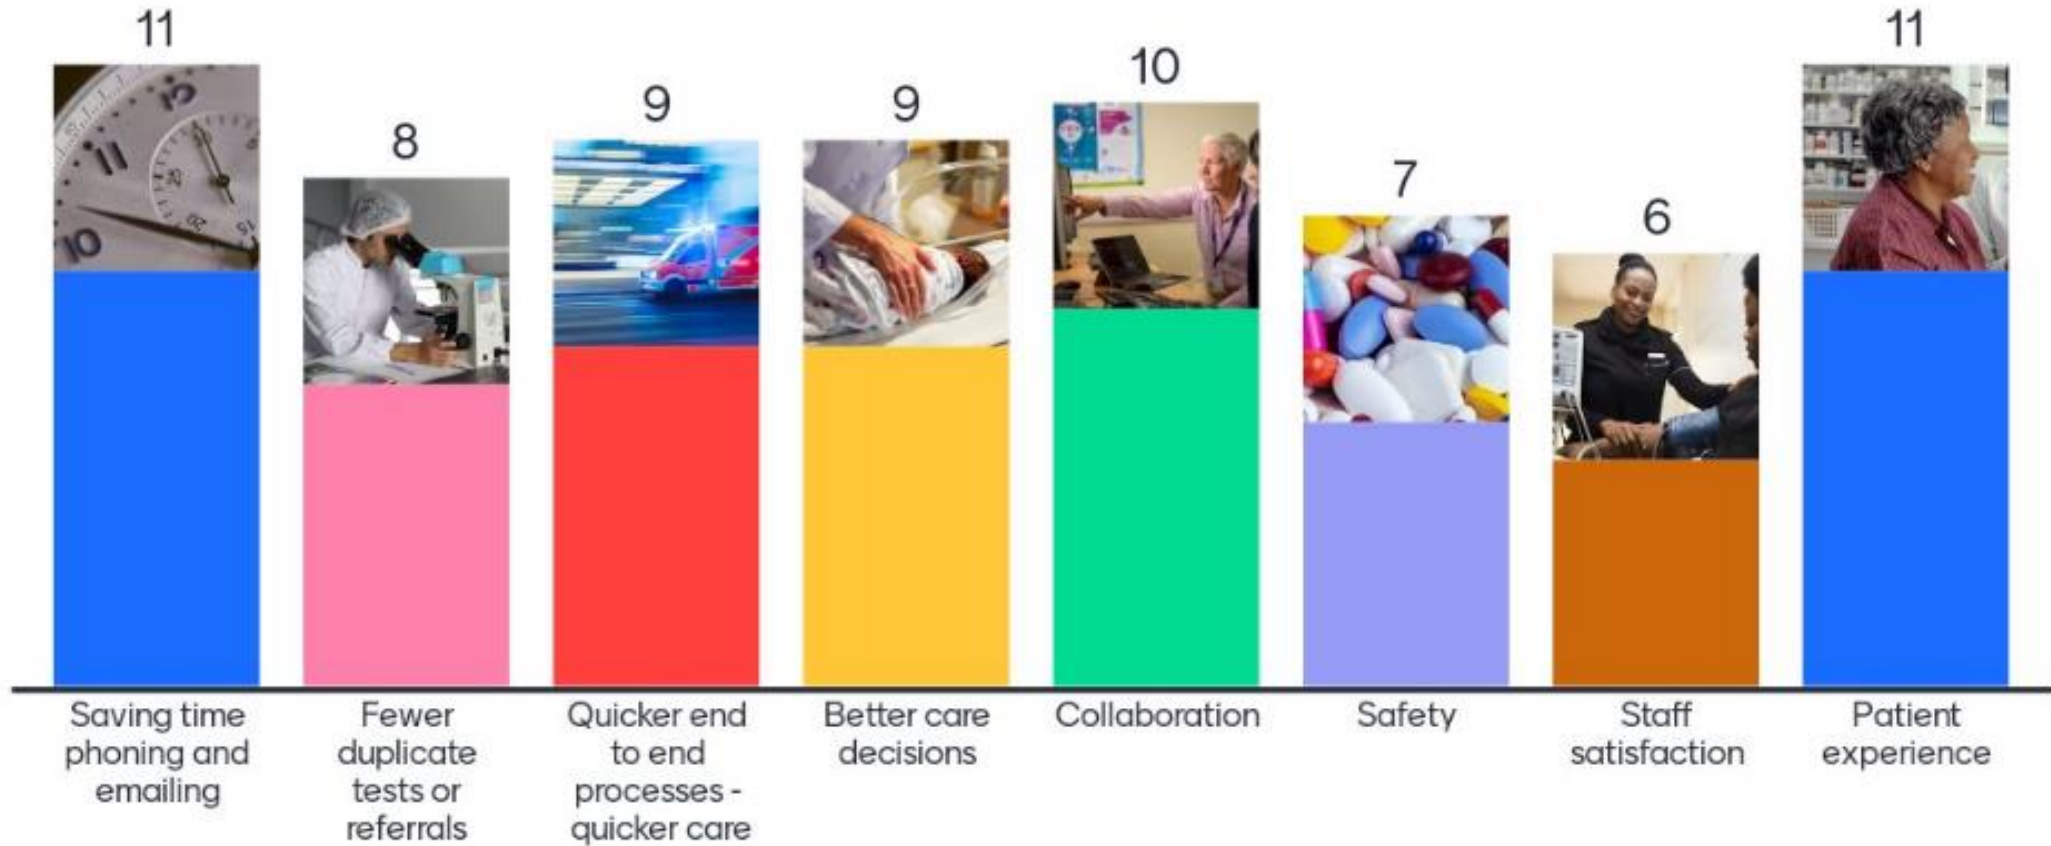 11
8
9
9
10
7
6
11
Saving time
phoning and
emailing
Fewer
duplicate
tests or
referrals
Quicker end
to end
processes -
quicker care
Better care
decisions
Collaboration
Safety
Staff
satisfaction
Patient
experience